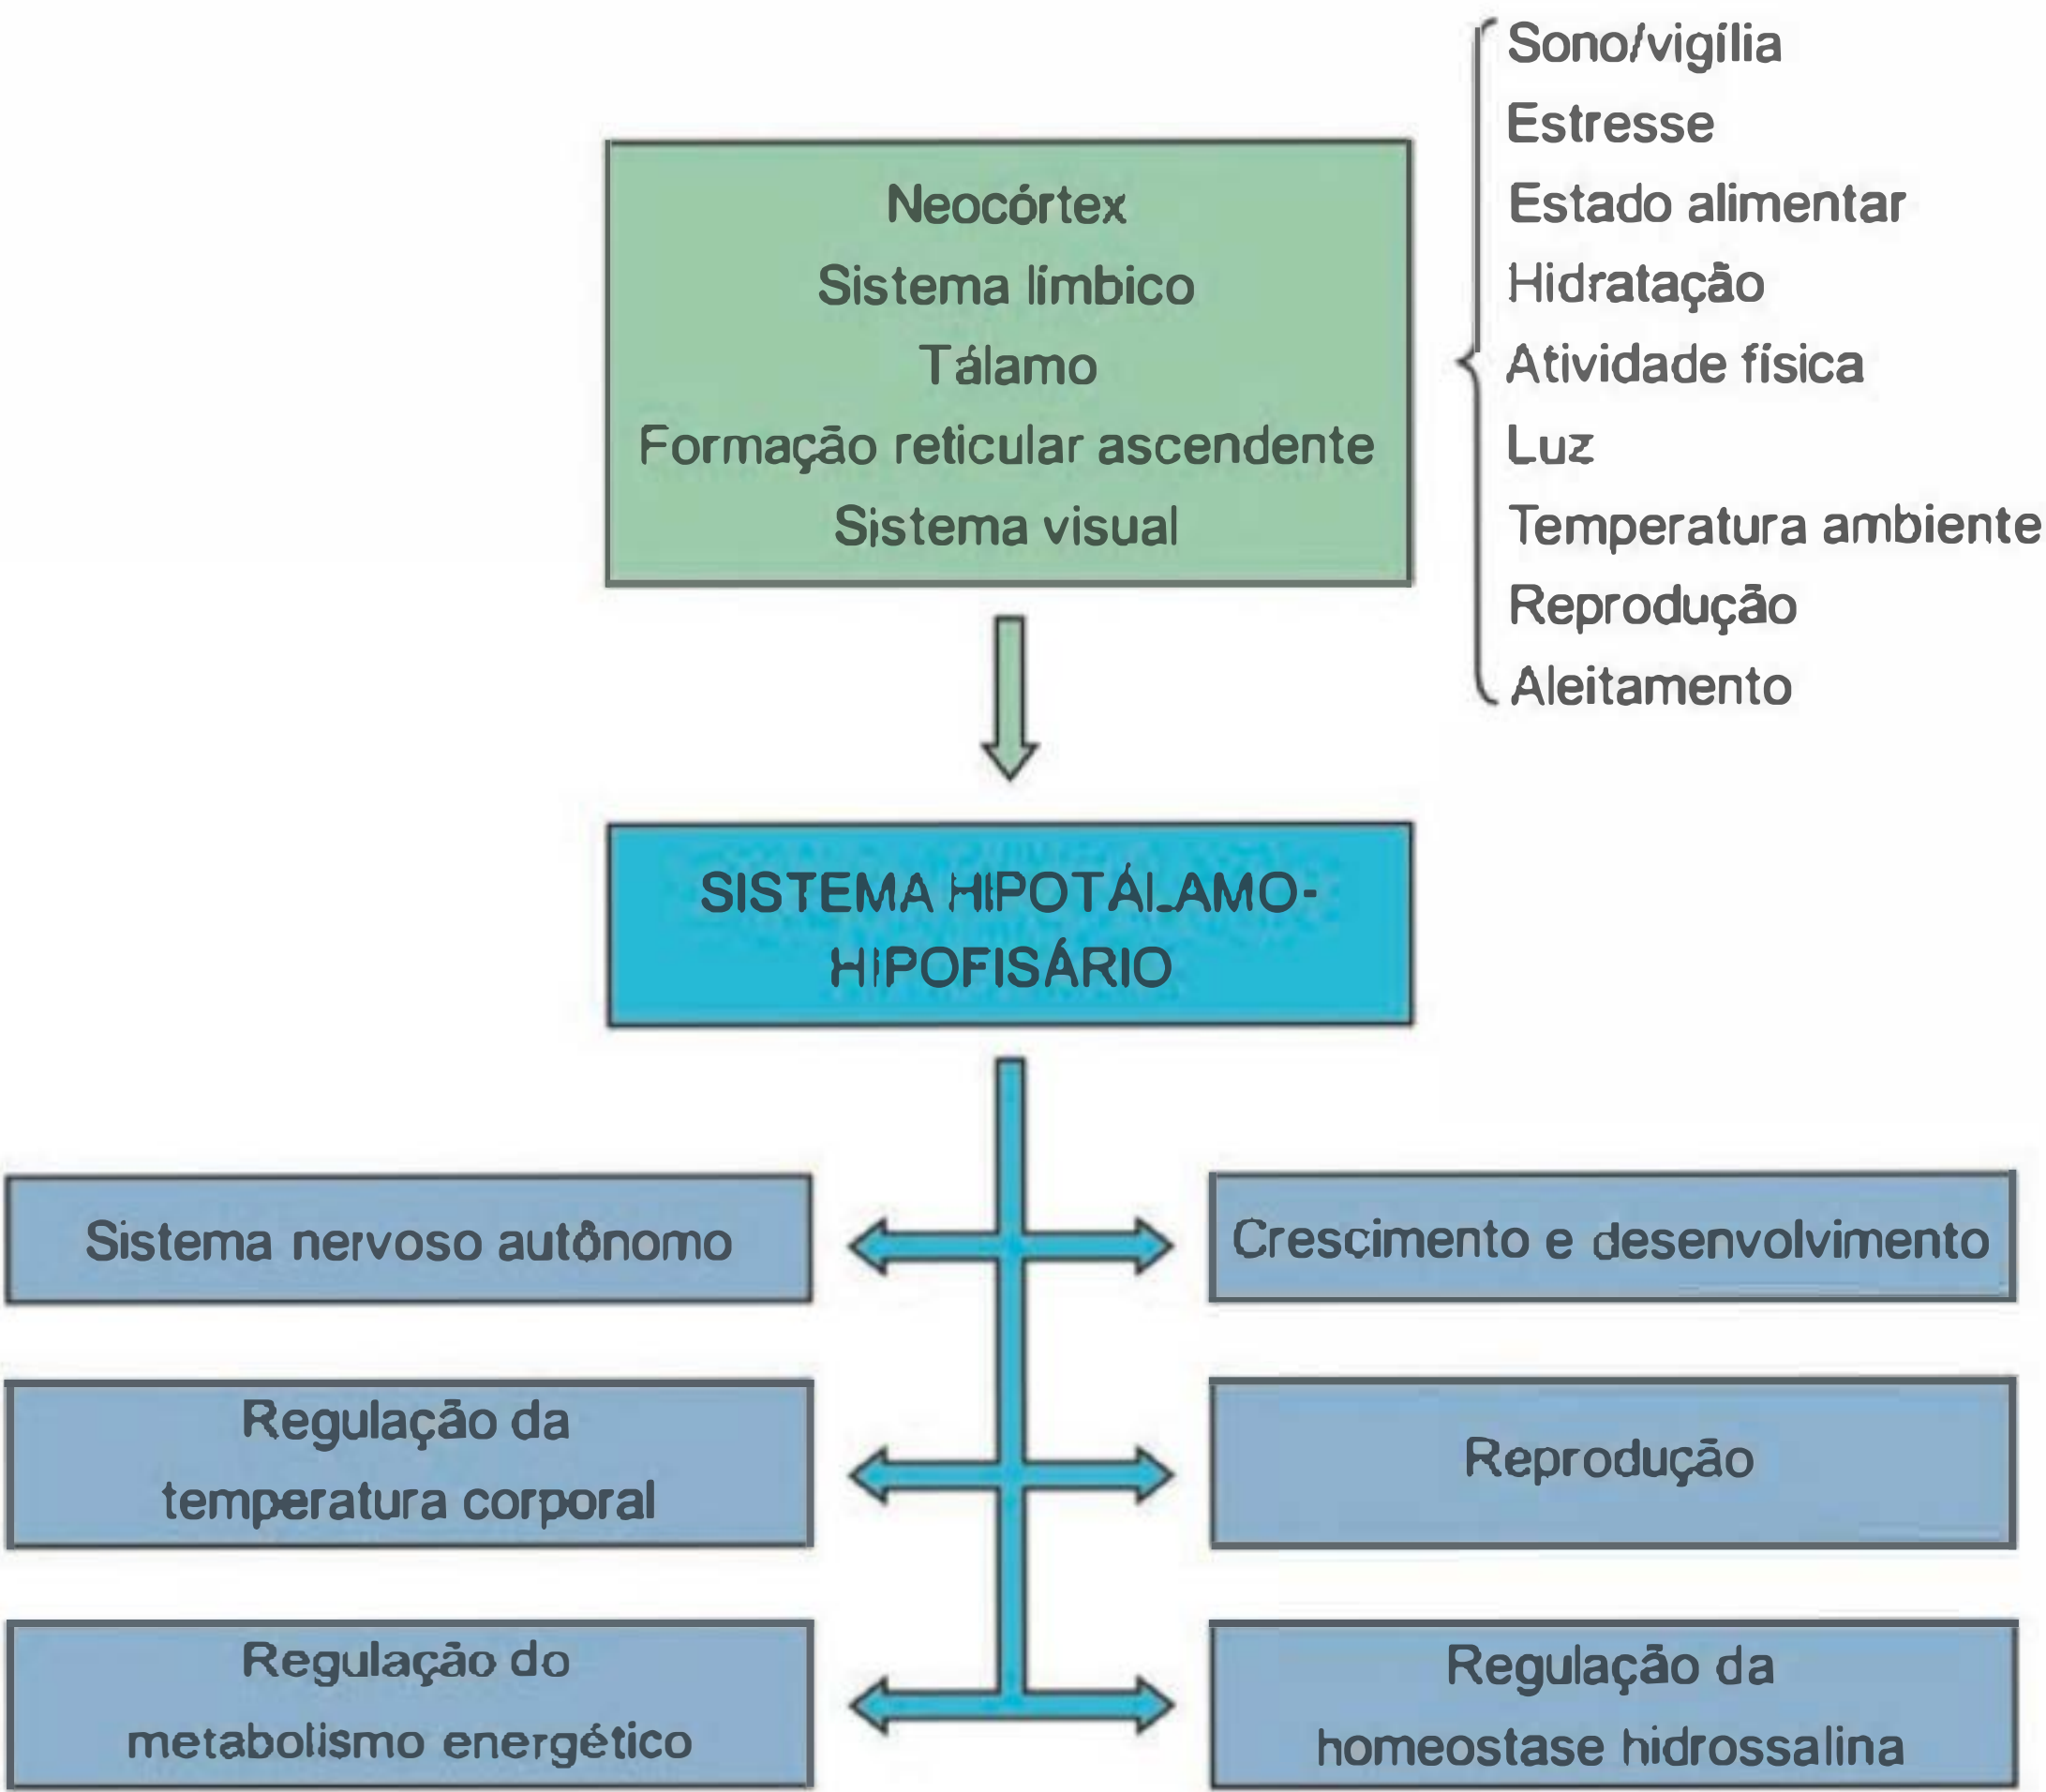 Neocórtex
Sistema límbico
Tálamo
Formação reticular ascendente
Sistema visual
Sono/vigília
Estresse
Estado alimentar
Hidratação
Atividade física
Luz
Temperatura ambiente
Reprodução
Aleitamento
SISTEMA HIPOTÁLAMO-
HIPOFISÁRIO
Sistema nervoso autônomo
Crescimento e desenvolvimento
Regulação da
temperatura corporal
Reprodução
Regulação do
metabolismo energético
Regulação da
homeostase hidrossalina